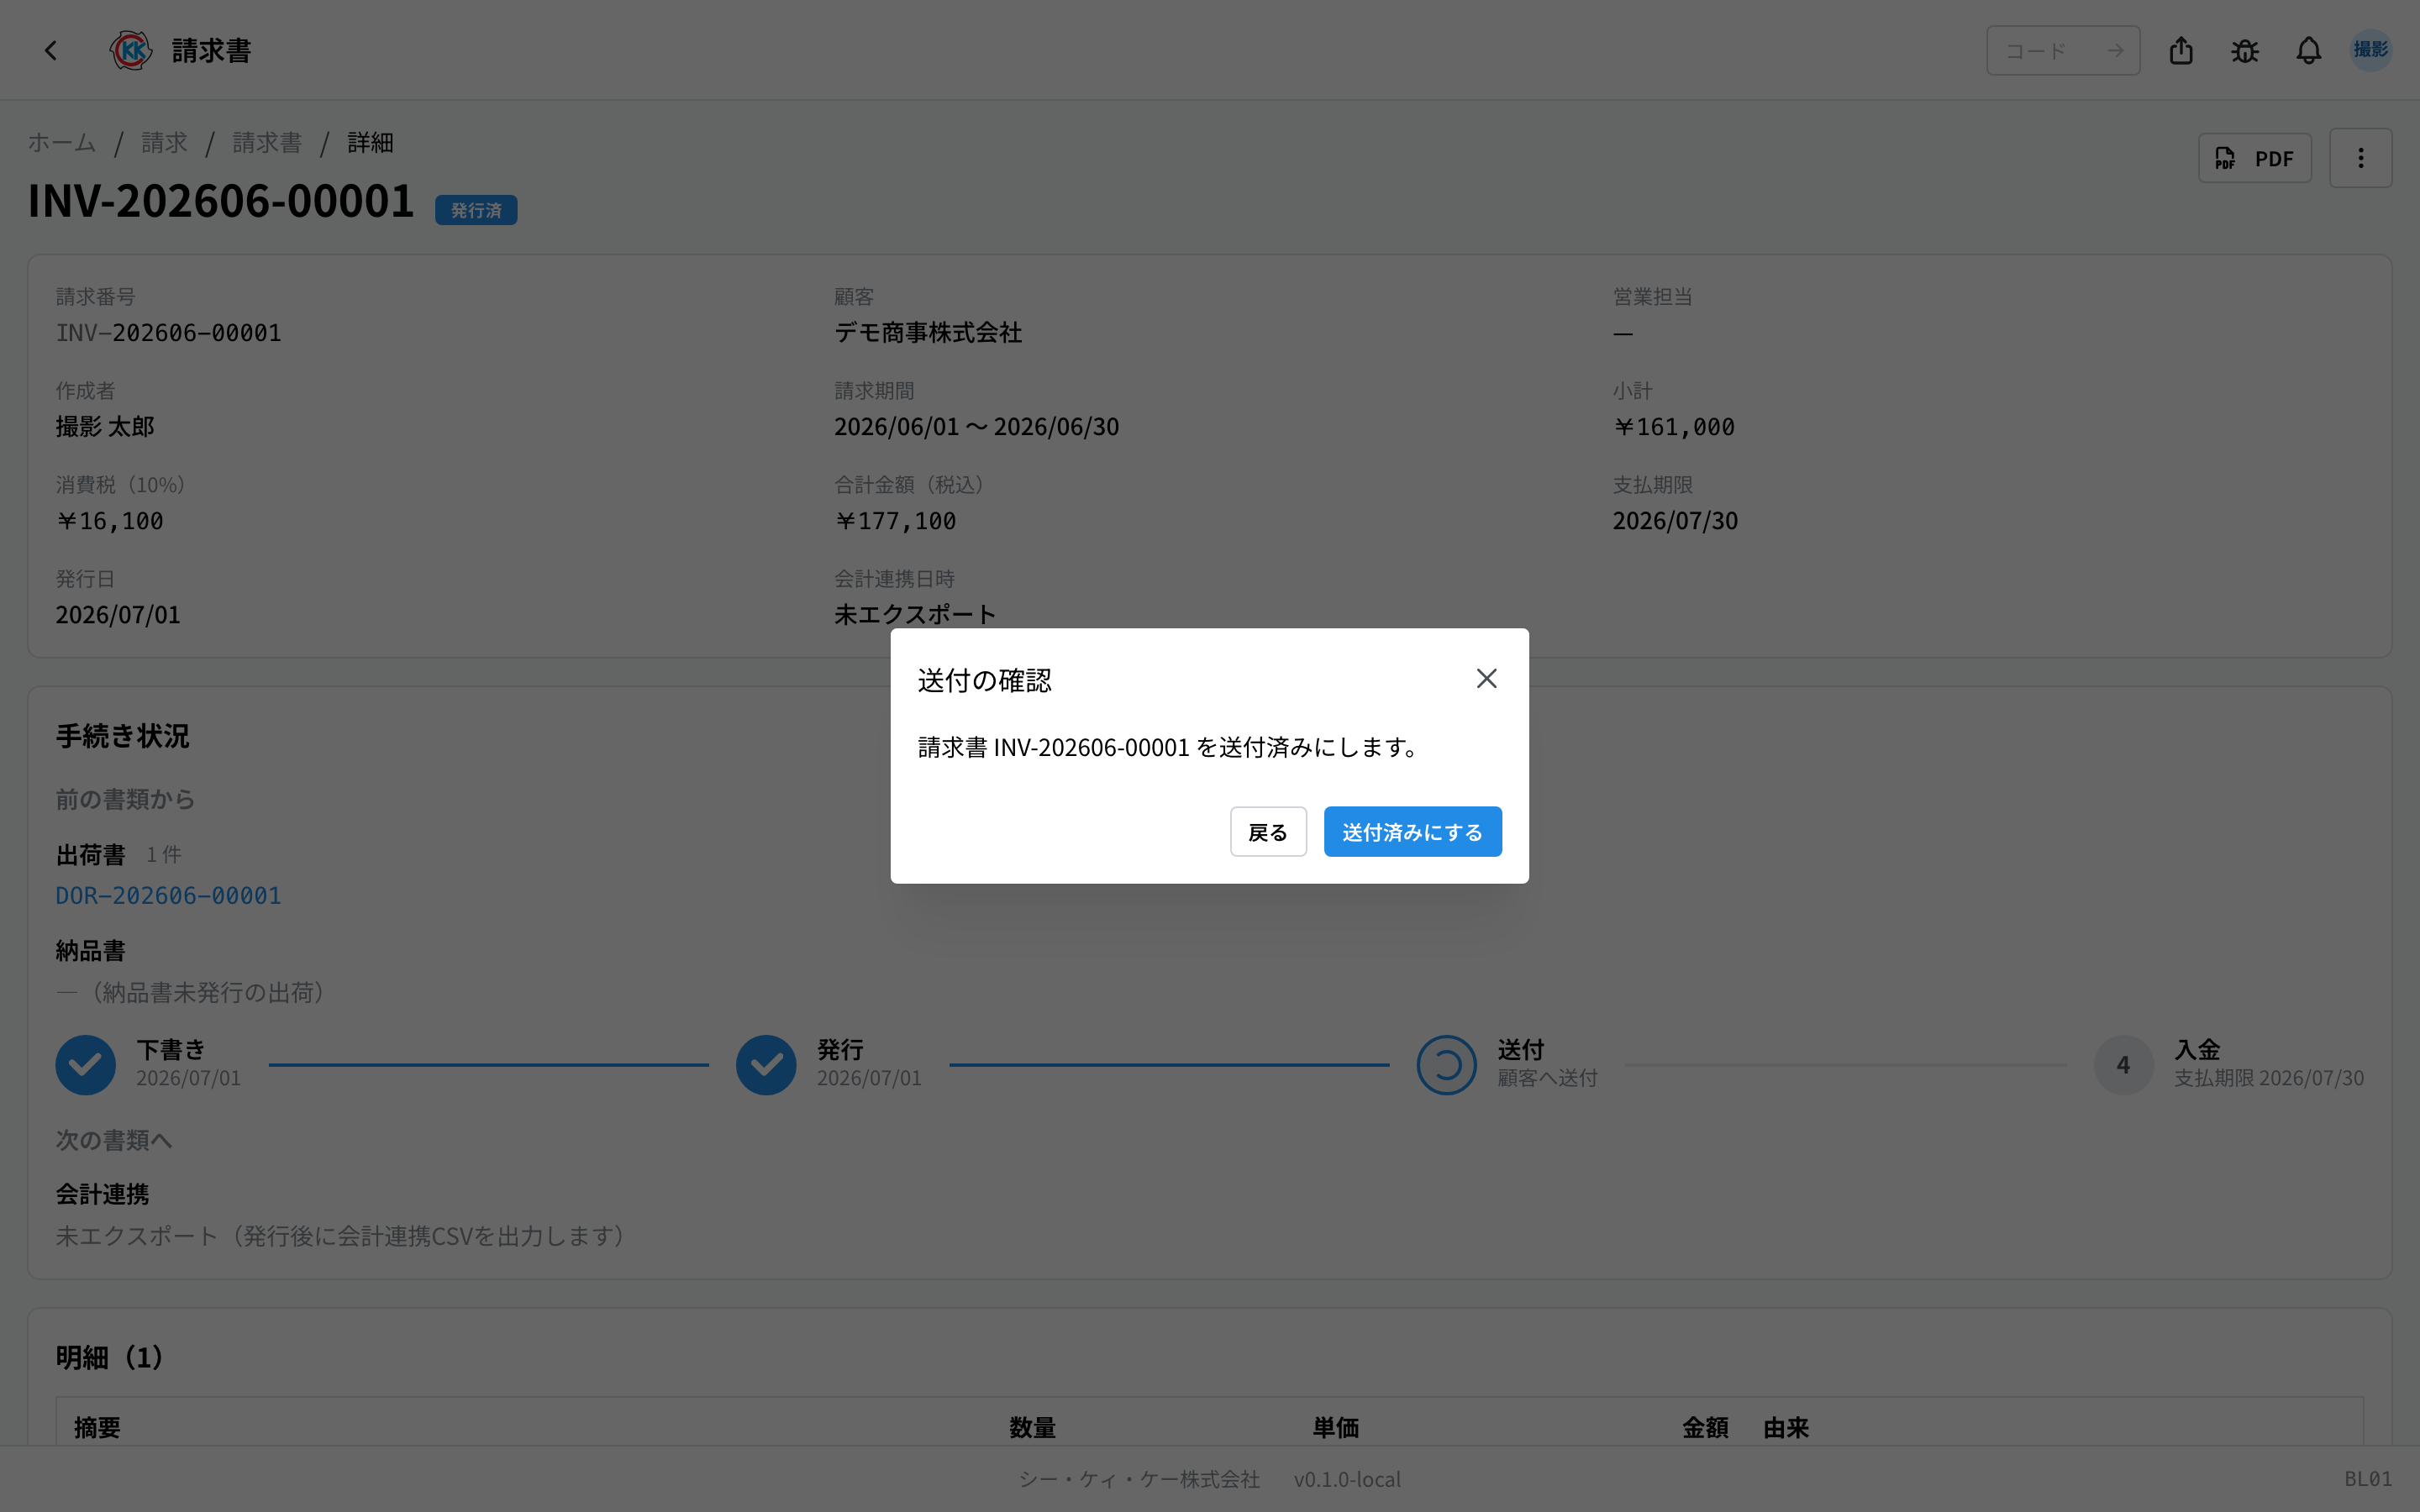 KK 請求書 コード → 撮影
ホーム / 請求 / 請求書 / 詳細
PDF PDF
INV-202606-00001 発行済
請求番号 顧客 営業担当
INV-202606-00001 デモ商事株式会社 —
作成者 請求期間 小計
撮影 太郎 2026/06/01 〜 2026/06/30 ¥161,000
消費税（10%） 合計金額（税込） 支払期限
¥16,100 ¥177,100 2026/07/30
発行日 会計連携日時
2026/07/01 未エクスポート
送付の確認
請求書 INV-202606-00001 を送付済みにします。
戻る 送付済みにする
手続き状況
前の書類から
出荷書 1 件
DOR-202606-00001
納品書
—（納品書未発行の出荷）
下書き 発行 送付 4 入金
2026/07/01 2026/07/01 顧客へ送付 支払期限 2026/07/30
次の書類へ
会計連携
未エクスポート（発行後に会計連携CSVを出力します）
明細（1）
摘要 数量 単価 金額 由来
シー・ケィ・ケー株式会社 v0.1.0-local BL01